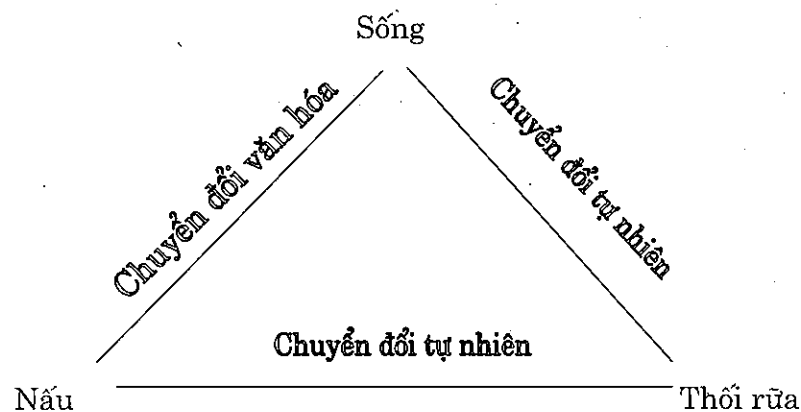 Sống
Chuyển đổi văn hóa
Chuyển đổi tự nhiên
Chuyển đổi tự nhiên
Nấu
Thối rữa